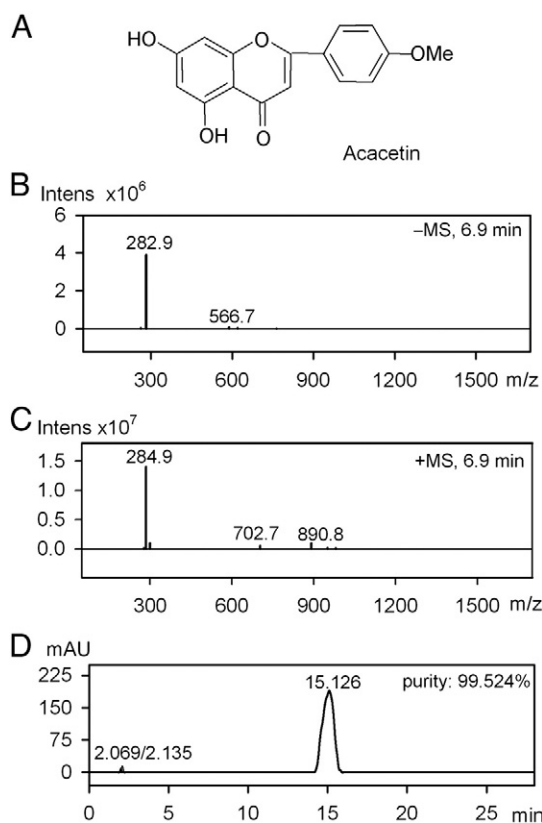 A
HO
O
OMe
OH
O
Acacetin
B
Intens x10⁶
6
4
2
0
282.9
566.7
–MS, 6.9 min
300 600 900 1200 1500 m/z
C
Intens x10⁷
1.5
1.0
0.5
0.0
284.9
702.7
890.8
+MS, 6.9 min
300 600 900 1200 1500 m/z
D
mAU
225
150
75
0
2.069/2.135
15.126
purity: 99.524%
0 5 10 15 20 25 min